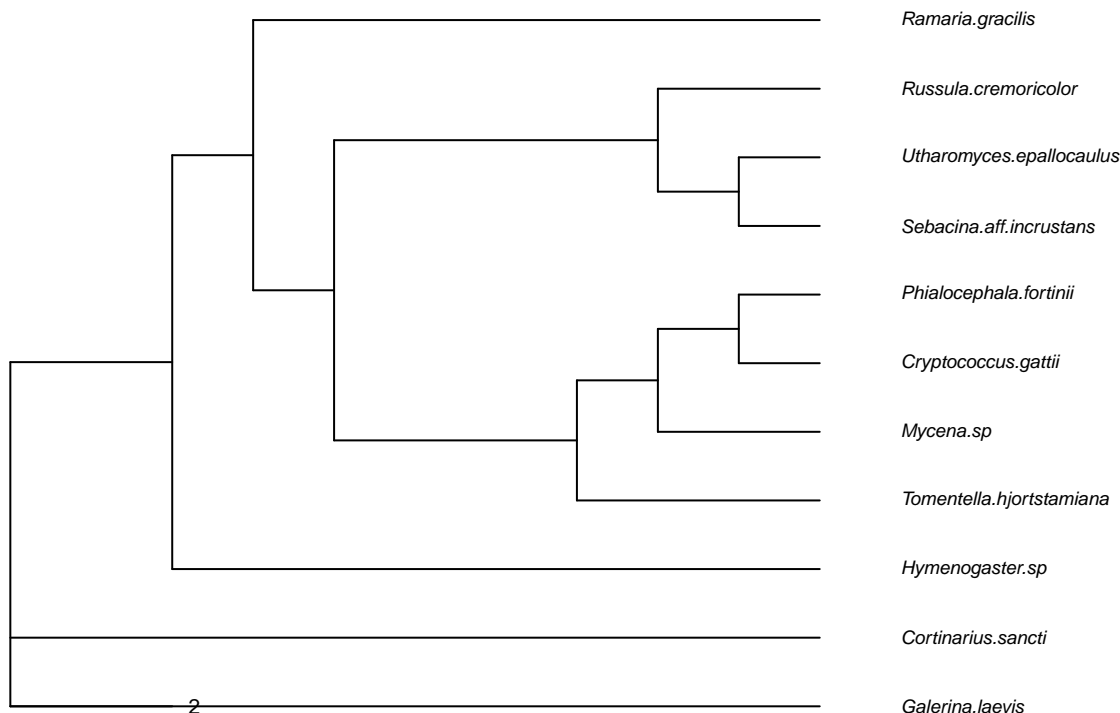 Ramaria.gracilis
Russula.cremoricolor
Utharomyces.epallocaulus
Sebacina.aff.incrustans
Phialocephala.fortinii
Cryptococcus.gattii
Mycena.sp
Tomentella.hjortstamiana
Hymenogaster.sp
Cortinarius.sancti
2
Galerina.laevis